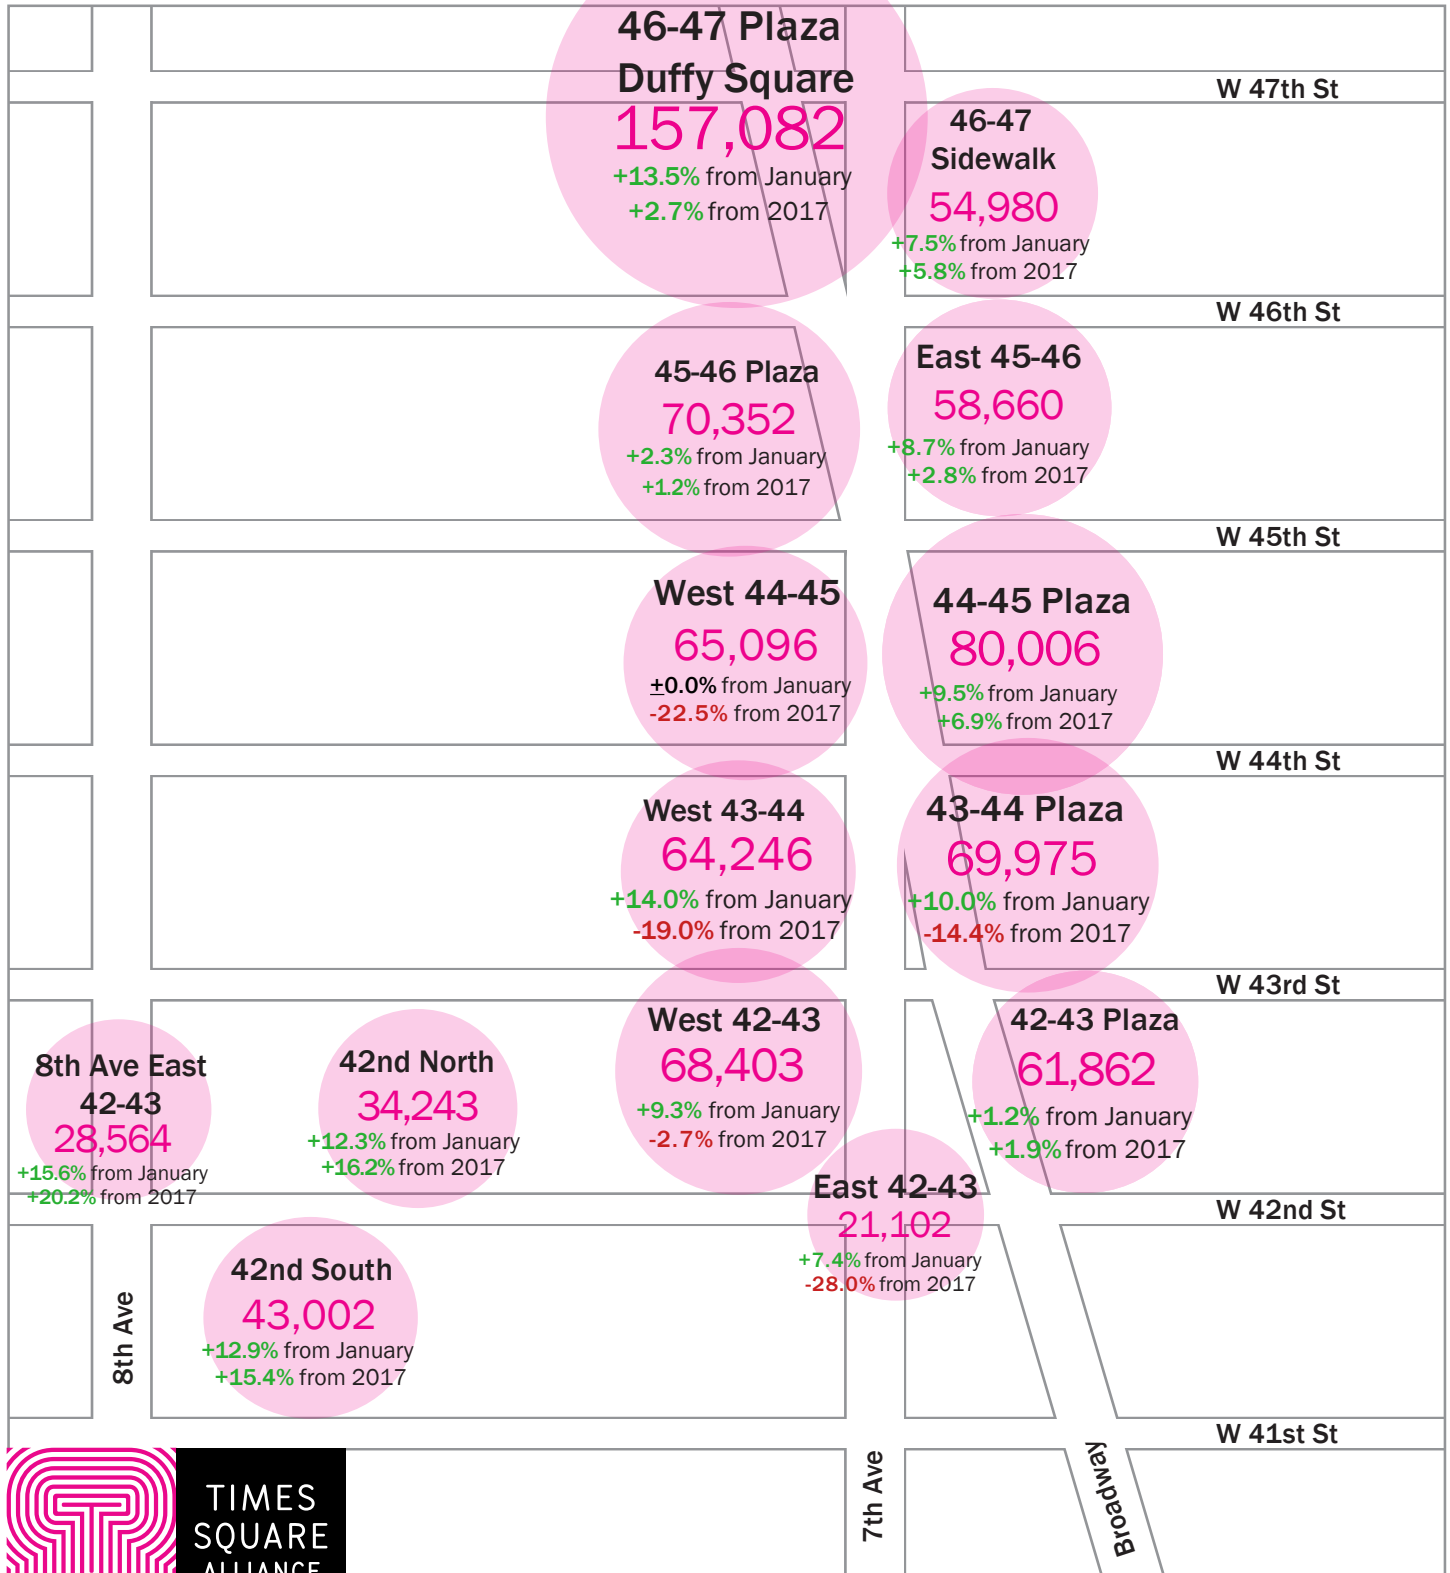 46-47 Plaza
Duffy Square
157,082
+13.5% from January
+2.7% from 2017
W 47th St
46-47
Sidewalk
54,980
+7.5% from January
+5.8% from 2017
W 46th St
45-46 Plaza
70,352
+2.3% from January
+1.2% from 2017
East 45-46
58,660
+8.7% from January
+2.8% from 2017
W 45th St
West 44-45
65,096
±0.0% from January
-22.5% from 2017
44-45 Plaza
80,006
+9.5% from January
+6.9% from 2017
W 44th St
West 43-44
64,246
+14.0% from January
-19.0% from 2017
43-44 Plaza
69,975
+10.0% from January
-14.4% from 2017
W 43rd St
8th Ave East
42-43
28,564
+15.6% from January
+20.2% from 2017
42nd North
34,243
+12.3% from January
+16.2% from 2017
West 42-43
68,403
+9.3% from January
-2.7% from 2017
42-43 Plaza
61,862
+1.2% from January
+1.9% from 2017
East 42-43
21,102
+7.4% from January
-28.0% from 2017
W 42nd St
42nd South
43,002
+12.9% from January
+15.4% from 2017
8th Ave
W 41st St
7th Ave
Broadway
TIMES
SQUARE
ALLIANCE